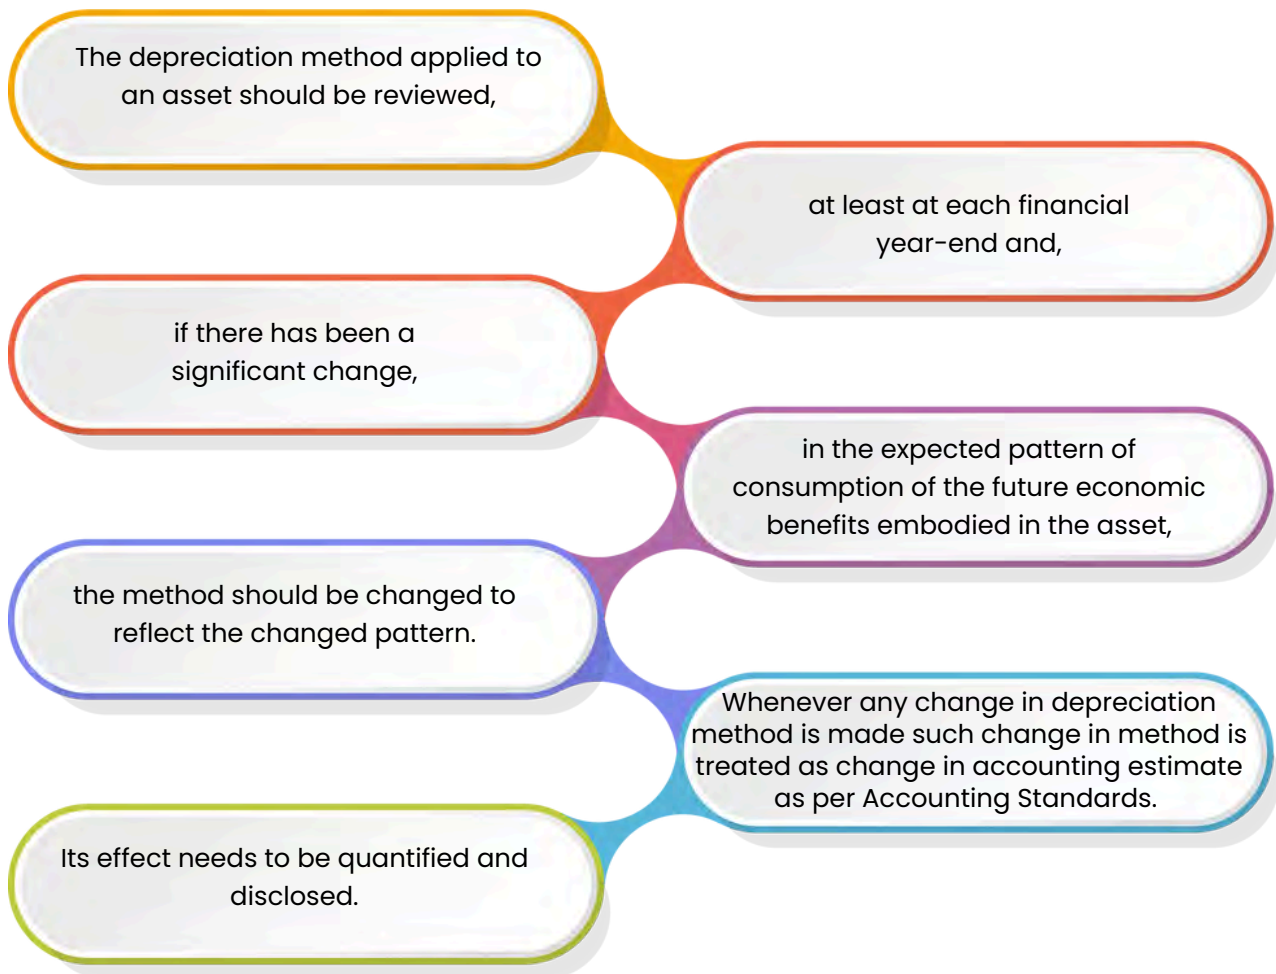 The depreciation method applied to
an asset should be reviewed,
at least at each financial
year-end and,
if there has been a
significant change,
in the expected pattern of
consumption of the future economic
benefits embodied in the asset,
the method should be changed to
reflect the changed pattern.
Whenever any change in depreciation
method is made such change in method is
treated as change in accounting estimate
as per Accounting Standards.
Its effect needs to be quantified and
disclosed.